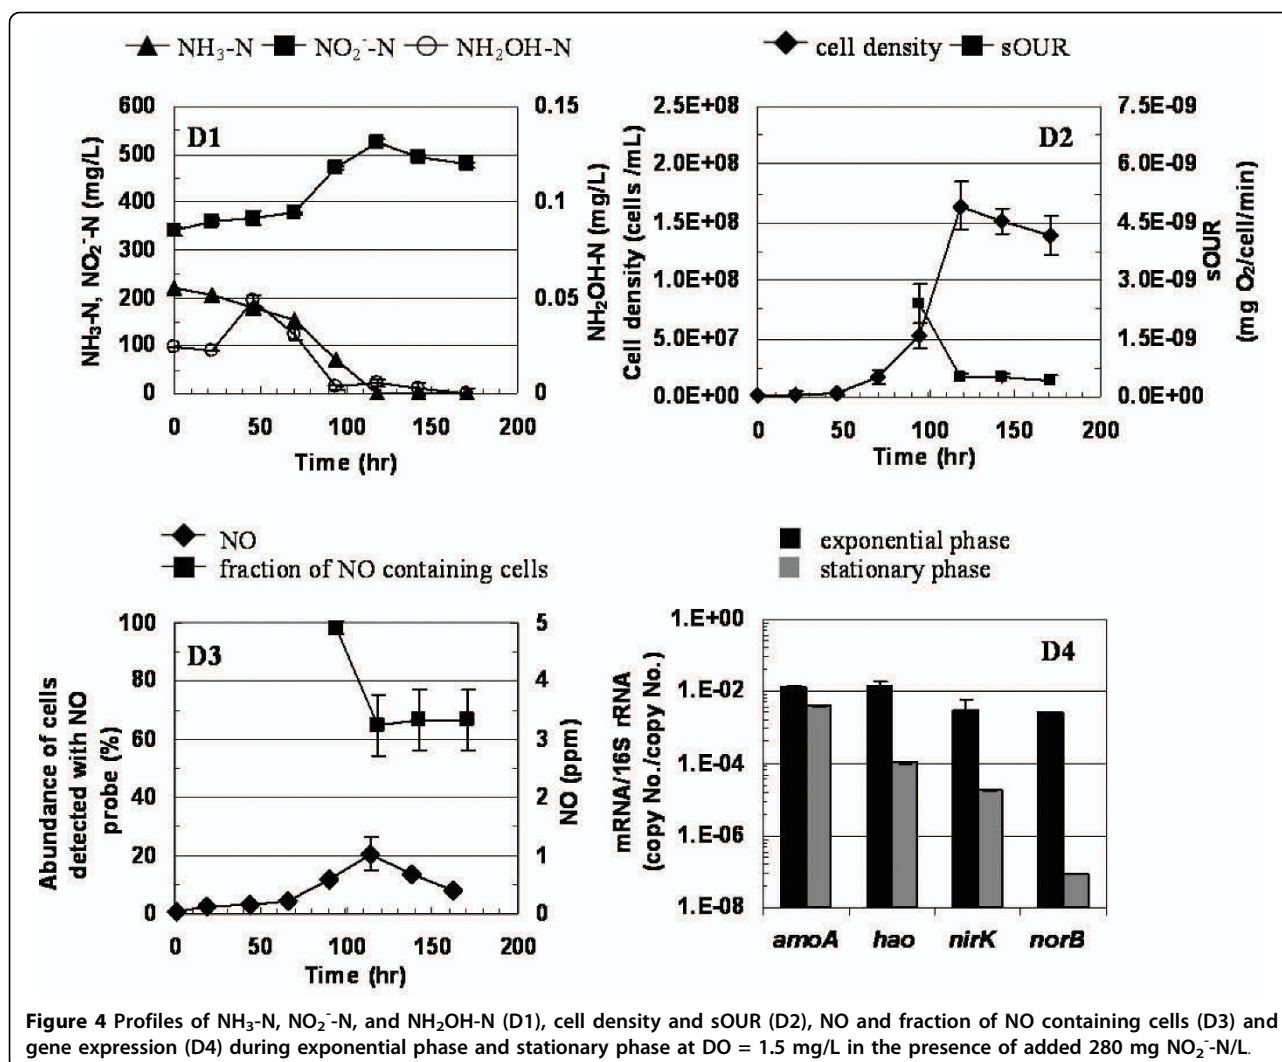 NH3-N NO2--N NH2OH-N
cell density sOUR
D1
NH3-N, NO2--N (mg/L)
600
500
400
300
200
100
0
0.15
0.1
0.05
0
NH2OH-N (mg/L)
0 50 100 150 200
Time (hr)
D2
Cell density (cells /mL)
2.5E+08
2.0E+08
1.5E+08
1.0E+08
5.0E+07
0.0E+00
7.5E-09
6.0E-09
4.5E-09
3.0E-09
1.5E-09
0.0E+00
sOUR
(mg O2/cell/min)
0 50 100 150 200
Time (hr)
NO
fraction of NO containing cells
D3
Abundance of cells
detected with NO
probe (%)
100
80
60
40
20
0
5
4
3
2
1
0
NO (ppm)
0 50 100 150 200
Time (hr)
exponential phase
stationary phase
D4
mRNA/16S rRNA
(copy No./copy No.)
1.E+00
1.E-02
1.E-04
1.E-06
1.E-08
amoA hao nirK norB
Figure 4 Profiles of NH3-N, NO2--N, and NH2OH-N (D1), cell density and sOUR (D2), NO and fraction of NO containing cells (D3) and
gene expression (D4) during exponential phase and stationary phase at DO = 1.5 mg/L in the presence of added 280 mg NO2--N/L.